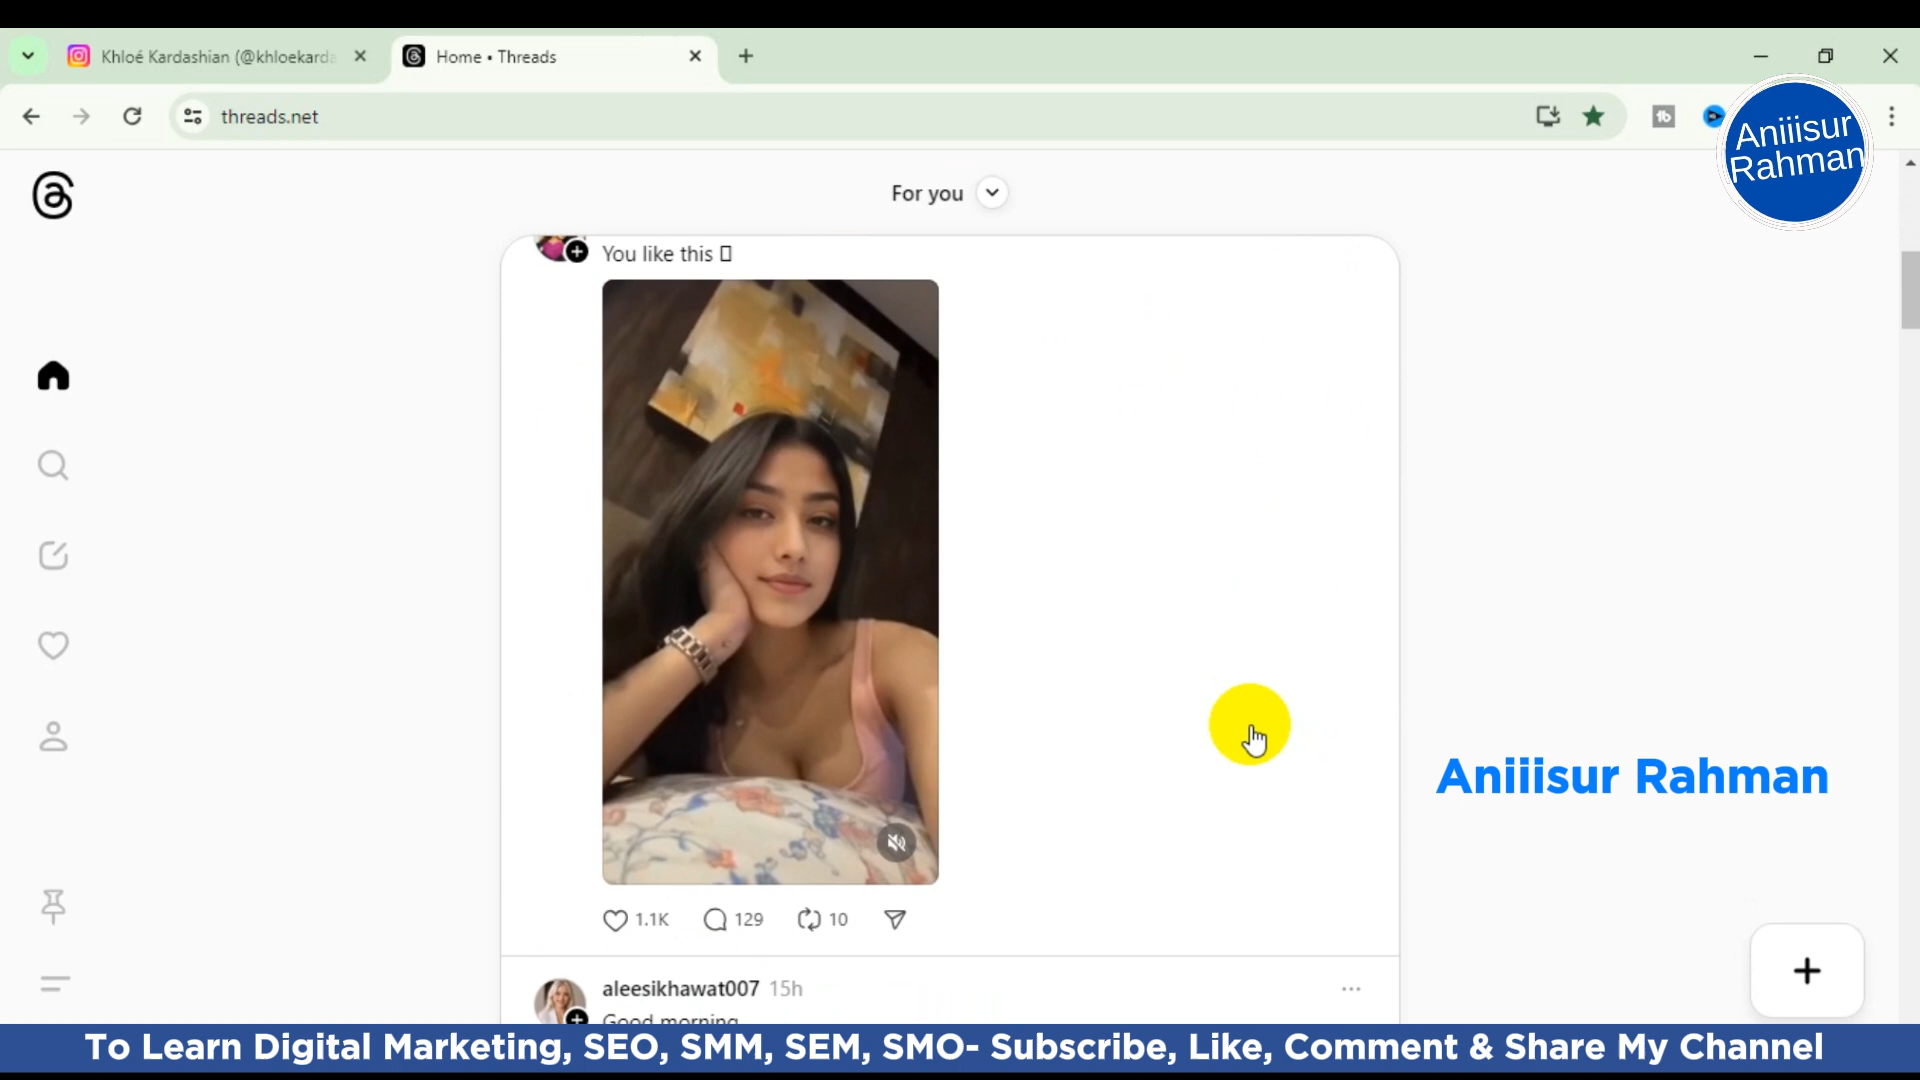 Khloé Kardashian (@khloekarda
Home • Threads
threads.net
Aniiisur
Rahman
For you
You like this
1.1K 129 10
Aniiisur Rahman
aleesikhawat007 15h
Good morning
To Learn Digital Marketing, SEO, SMM, SEM, SMO- Subscribe, Like, Comment & Share My Channel